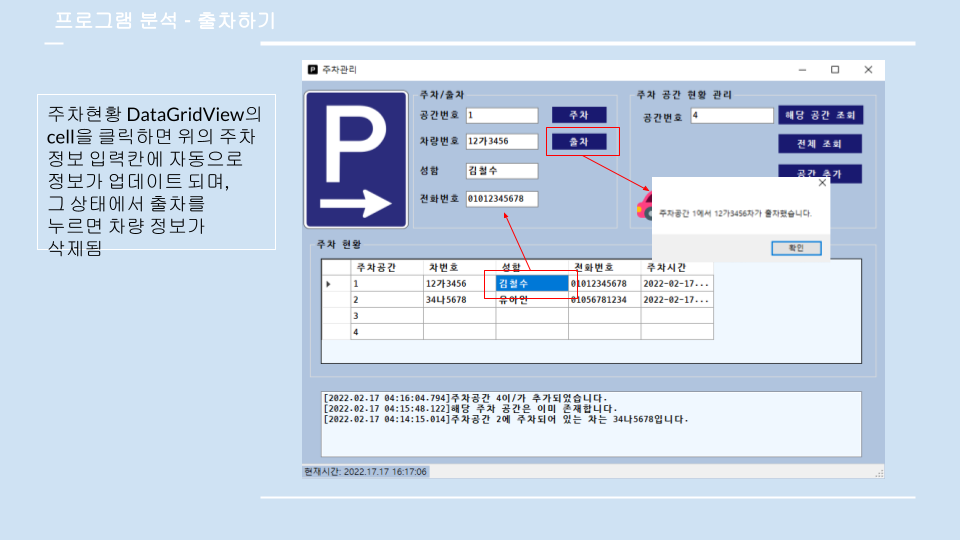 프로그램 분석 - 출차하기
주차현황 DataGridView의
cell을 클릭하면 위의 주차
정보 입력칸에 자동으로
정보가 업데이트 되며,
그 상태에서 출차를
누르면 차량 정보가
삭제됨
P 주차관리
P
주차/출차
공간번호 1 주차
차량번호 12가3456 출차
성함 김철수
전화번호 01012345678
주차 공간 현황 관리
공간번호 4 해당 공간 조회
전체 조회
공간 추가
주차공간 1에서 12가3456차가 출차했습니다.
확인
주차 현황
주차공간 차번호 성함 전화번호 주차시간
1 12가3456 김철수 01012345678 2022-02-17...
2 34나5678 유아인 01056781234 2022-02-17...
3
4
[2022.02.17 04:16:04.794]주차공간 4이/가 추가되었습니다.
[2022.02.17 04:15:48.122]해당 주차 공간은 이미 존재합니다.
[2022.02.17 04:14:15.014]주차공간 2에 주차되어 있는 차는 34나5678입니다.
현재시간: 2022.17.17 16:17:06